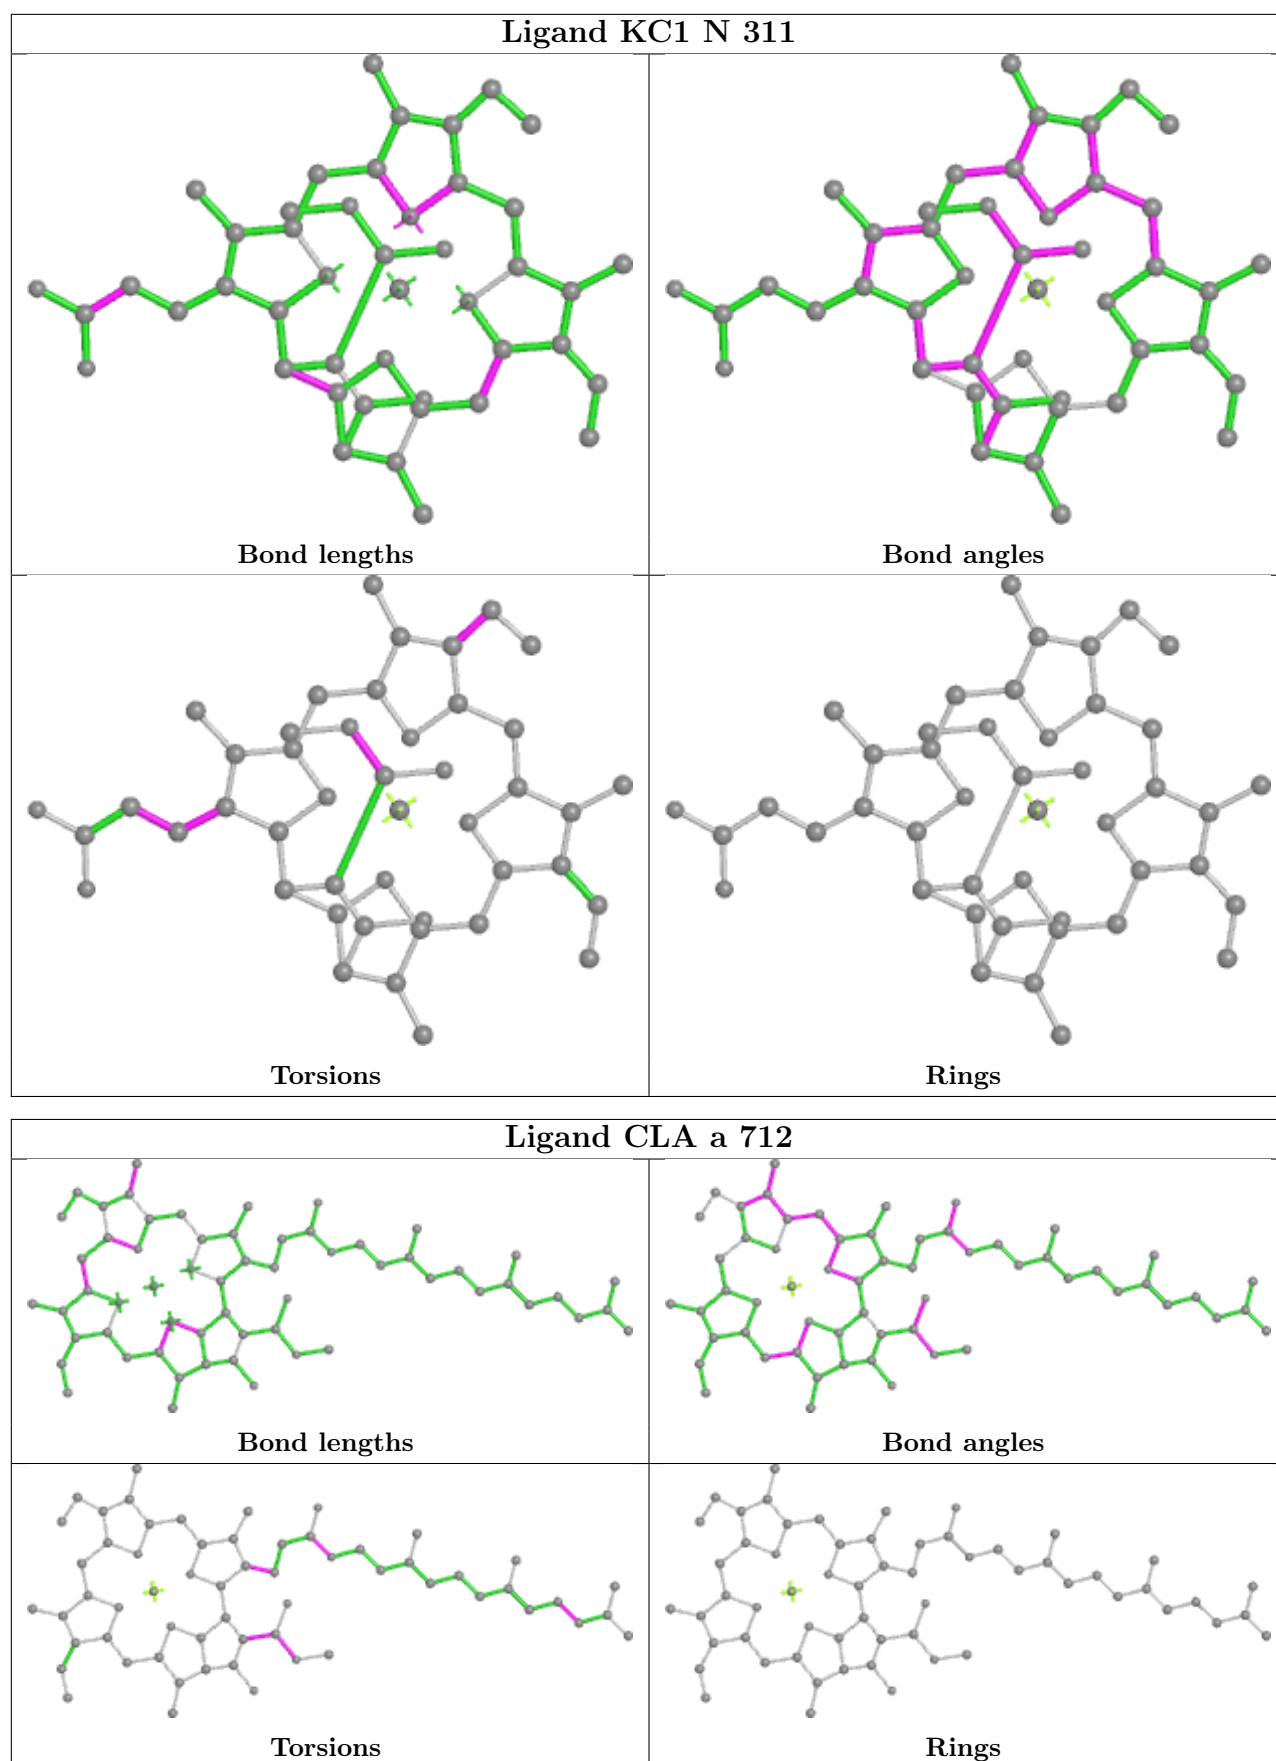 Ligand KC1 N 311
Bond lengths
Bond angles
Torsions
Rings
Ligand CLA a 712
Bond lengths
Bond angles
Torsions
Rings